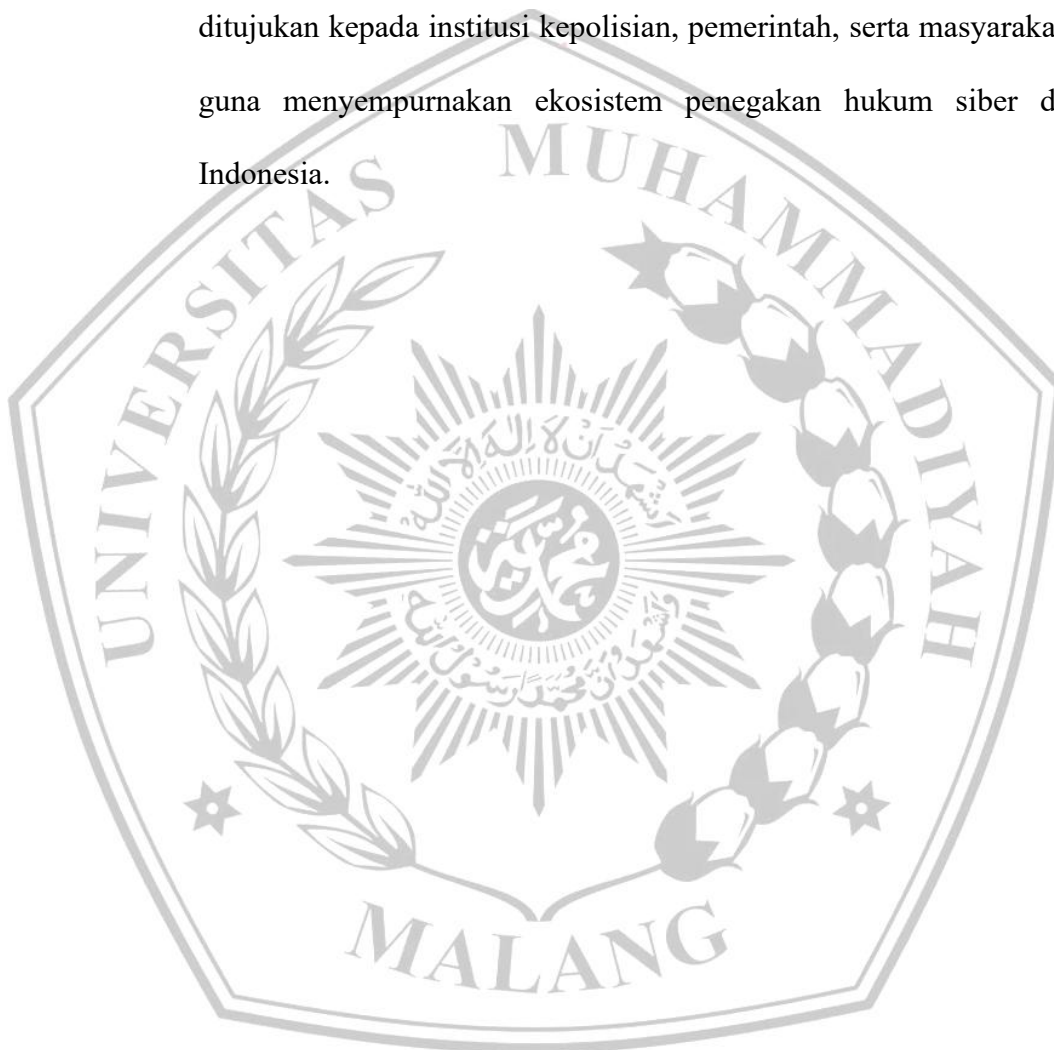 ditujukan kepada institusi kepolisian, pemerintah, serta masyaraka
guna menyempurnakan ekosistem penegakan hukum siber d
Indonesia.
UNIVERSITAS MUHAMMADIYAH
MALANG